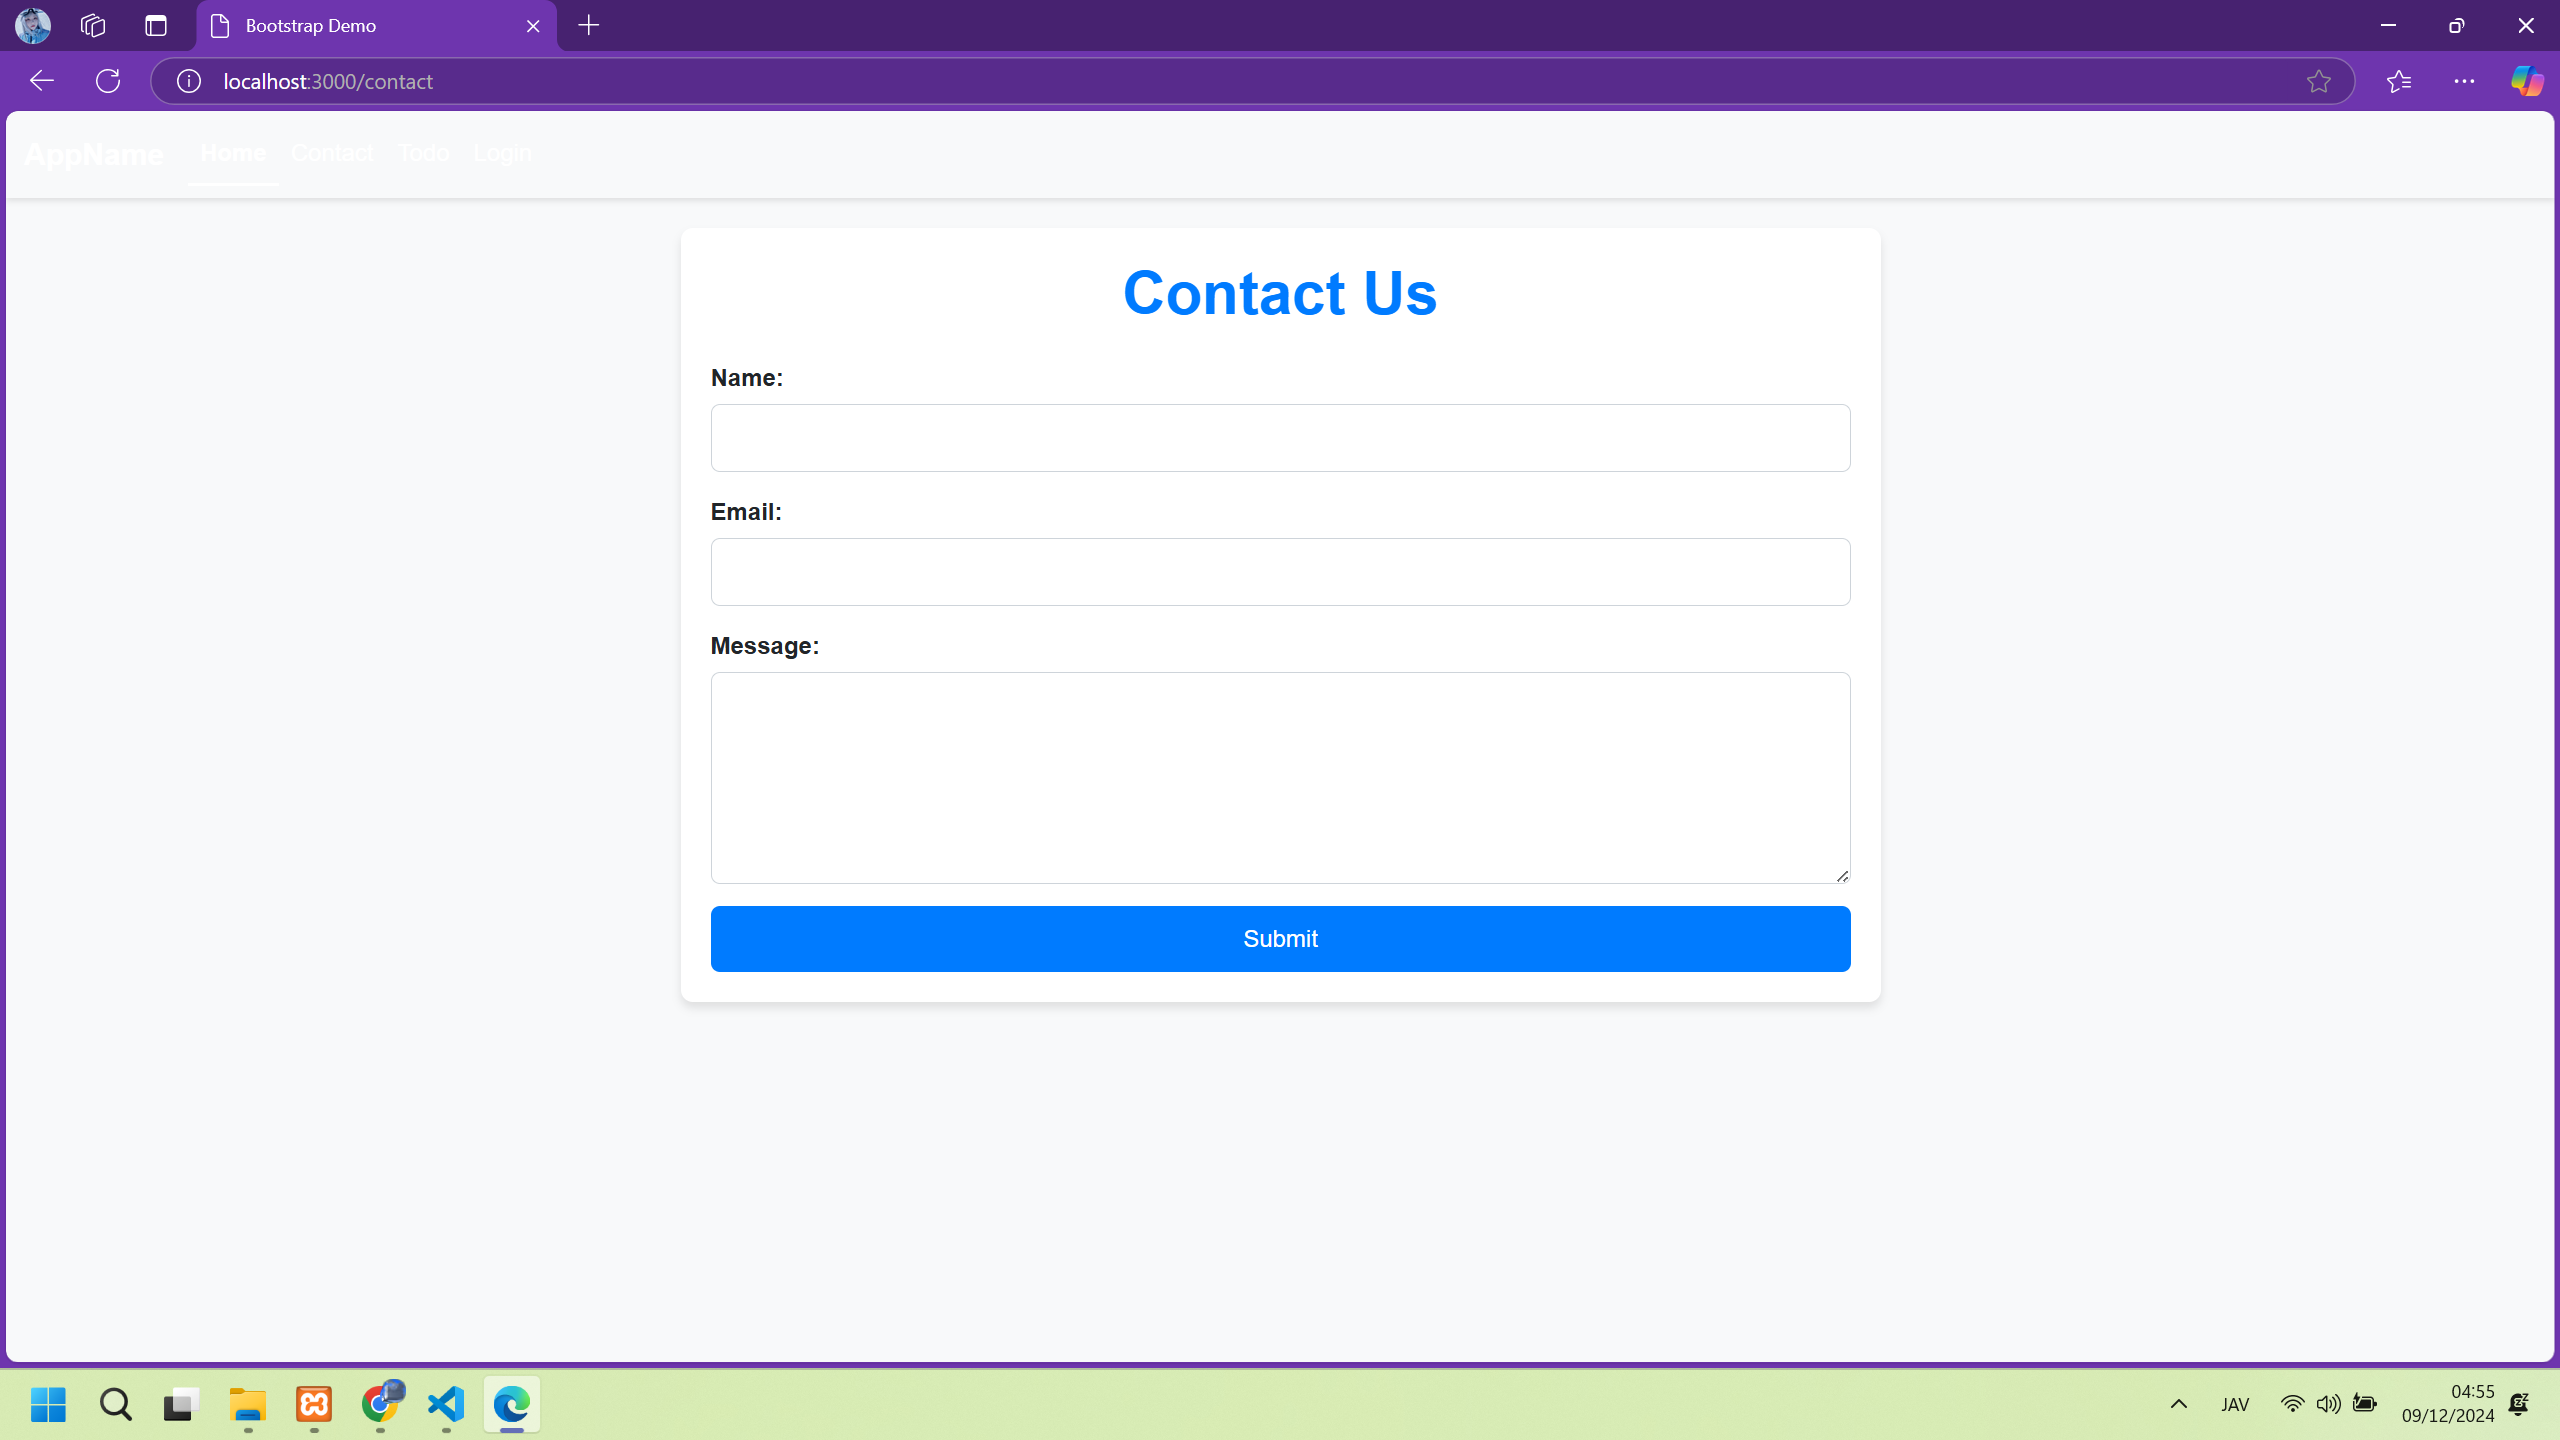 Bootstrap Demo
localhost:3000/contact
AppName Home Contact Todo Login
Contact Us
Name:
Email:
Message:
Submit
JAV
04:55
09/12/2024